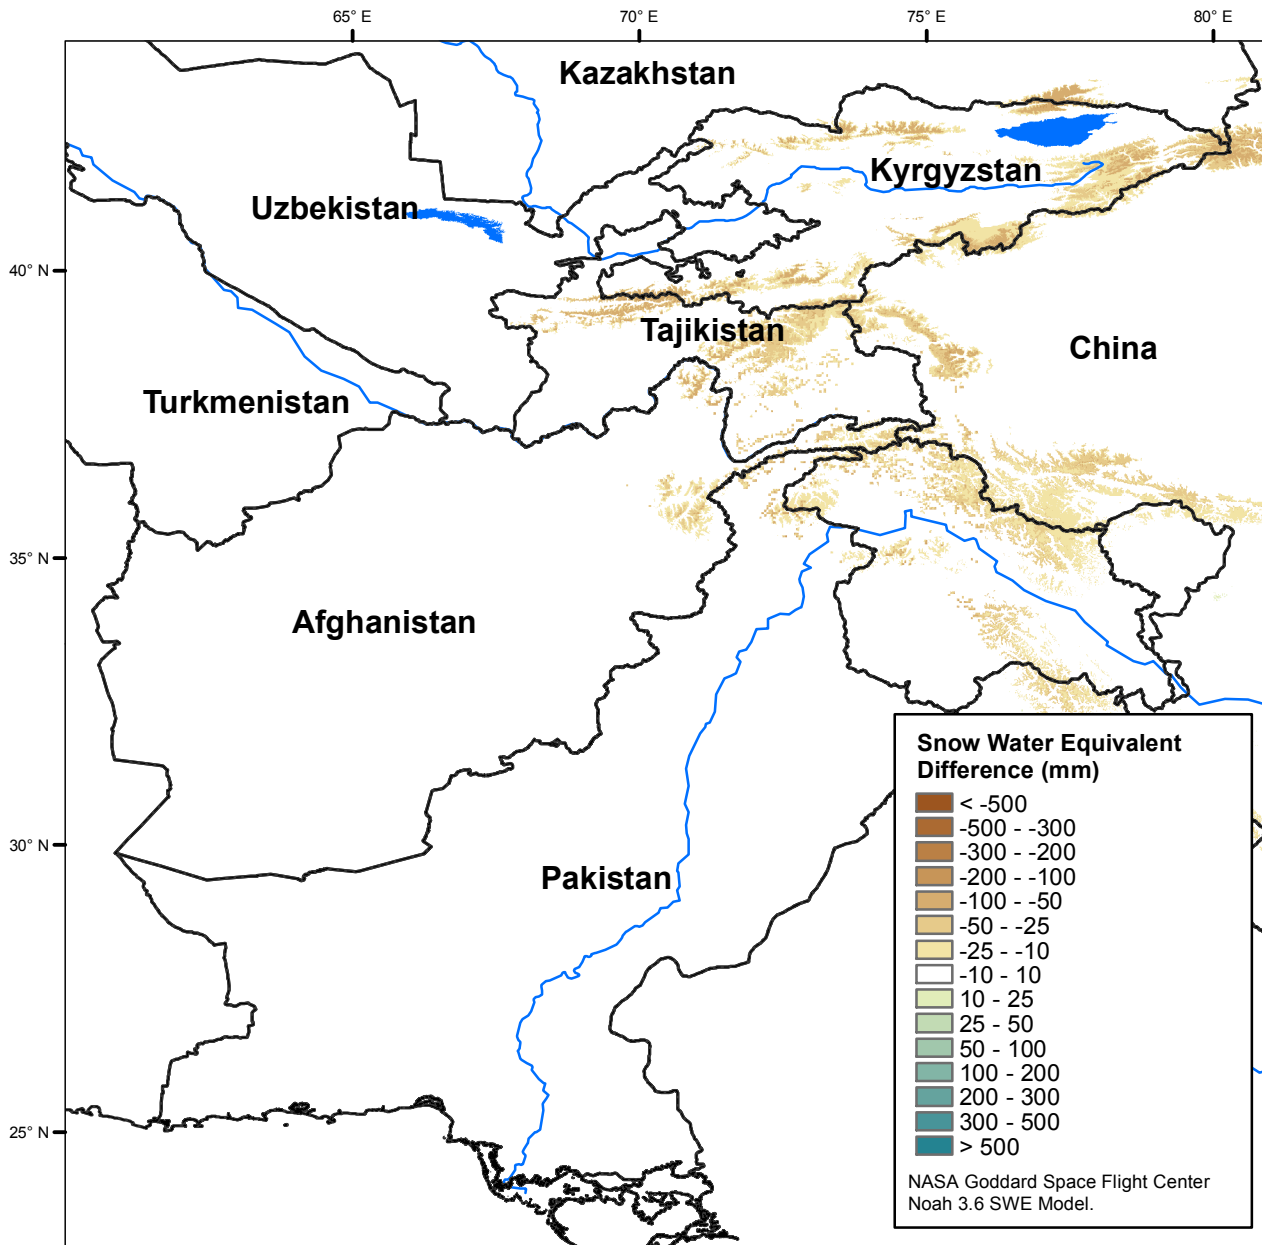 65° E
70° E
75° E
80° E
Kazakhstan
Kyrgyzstan
Uzbekistan
40° N
Tajikistan
China
Turkmenistan
35° N
Afghanistan
Snow Water Equivalent
Difference (mm)
< -500
-500 - -300
-300 - -200
-200 - -100
-100 - -50
-50 - -25
-25 - -10
-10 - 10
10 - 25
25 - 50
50 - 100
100 - 200
200 - 300
300 - 500
> 500
NASA Goddard Space Flight Center
Noah 3.6 SWE Model.
30° N
Pakistan
25° N